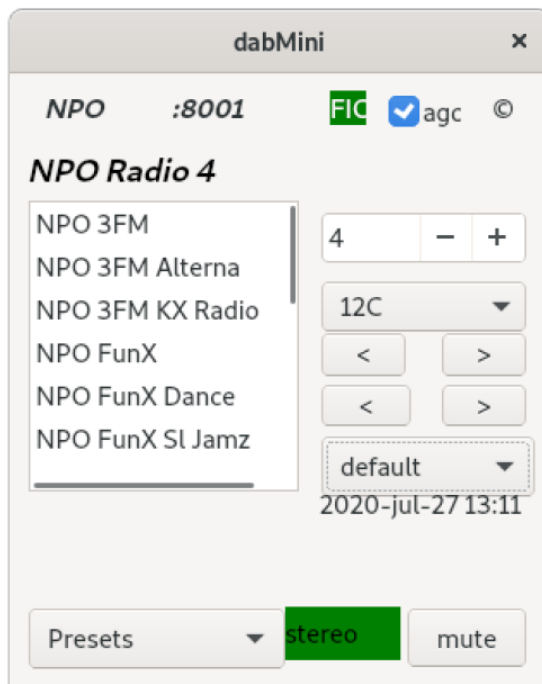 dabMini ×
NPO :8001 FIC agc ©
NPO Radio 4
NPO 3FM
NPO 3FM Alterna
NPO 3FM KX Radio
NPO FunX
NPO FunX Dance
NPO FunX Sl Jamz
4 − +
12C
< >
< >
default
2020-jul-27 13:11
Presets stereo mute